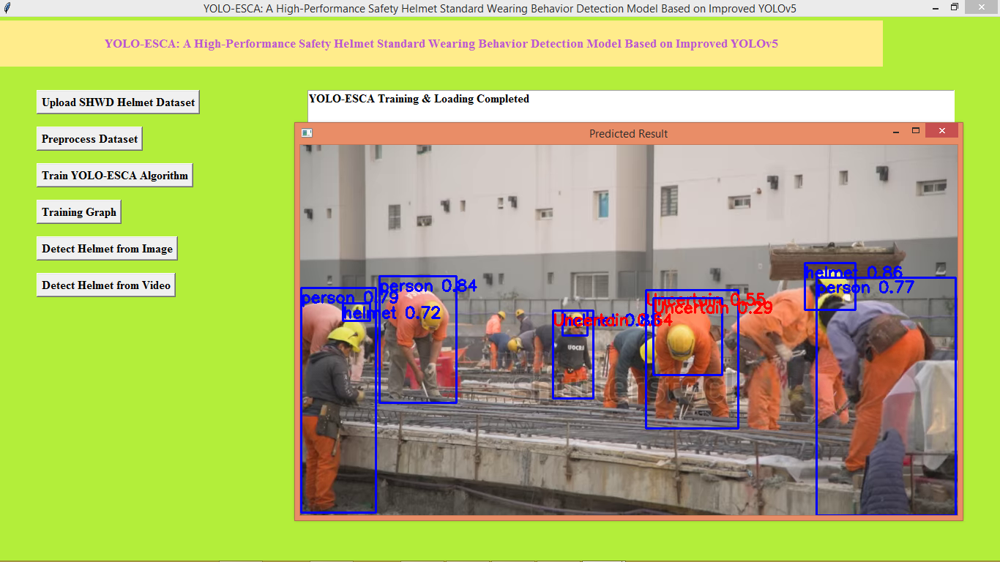 YOLO-ESCA: A High-Performance Safety Helmet Standard Wearing Behavior Detection Model Based on Improved YOLOv5
YOLO-ESCA: A High-Performance Safety Helmet Standard Wearing Behavior Detection Model Based on Improved YOLOv5
Upload SHWD Helmet Dataset
YOLO-ESCA Training & Loading Completed
Preprocess Dataset
Train YOLO-ESCA Algorithm
Training Graph
Detect Helmet from Image
Detect Helmet from Video
Predicted Result
helmet 0.86
person 0.84
person 0.77
person 0.79
Uncertain 0.55
Uncertain 0.29
helmet 0.72
Uncertain
UOCRA
shutterstock